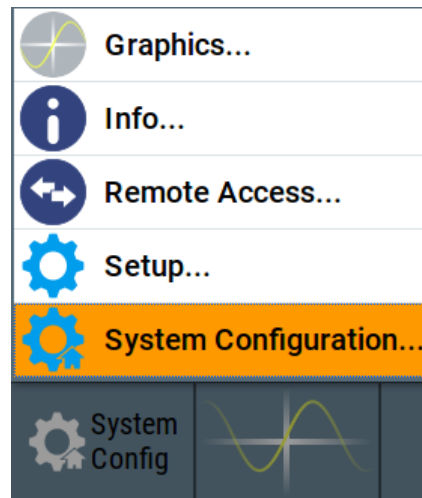 Graphics...
Info...
Remote Access...
Setup...
System Configuration...
System
Config